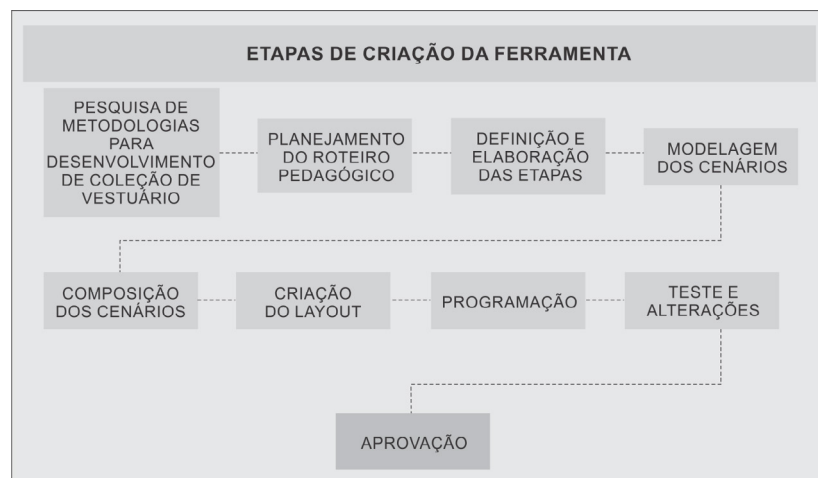 ETAPAS DE CRIAÇÃO DA FERRAMENTA
PESQUISA DE
METODOLOGIAS
PARA
DESENVOLVIMENTO
DE COLEÇÃO DE
VESTUÁRIO
PLANEJAMENTO
DO ROTEIRO
PEDAGÓGICO
DEFINIÇÃO E
ELABORAÇÃO
DAS ETAPAS
MODELAGEM
DOS CENÁRIOS
COMPOSIÇÃO
DOS CENÁRIOS
CRIAÇÃO
DO LAYOUT
PROGRAMAÇÃO
TESTE E
ALTERAÇÕES
APROVAÇÃO